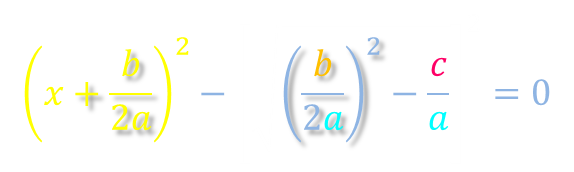 (x + b/2a)² − (b/2a)² − c/a = 0